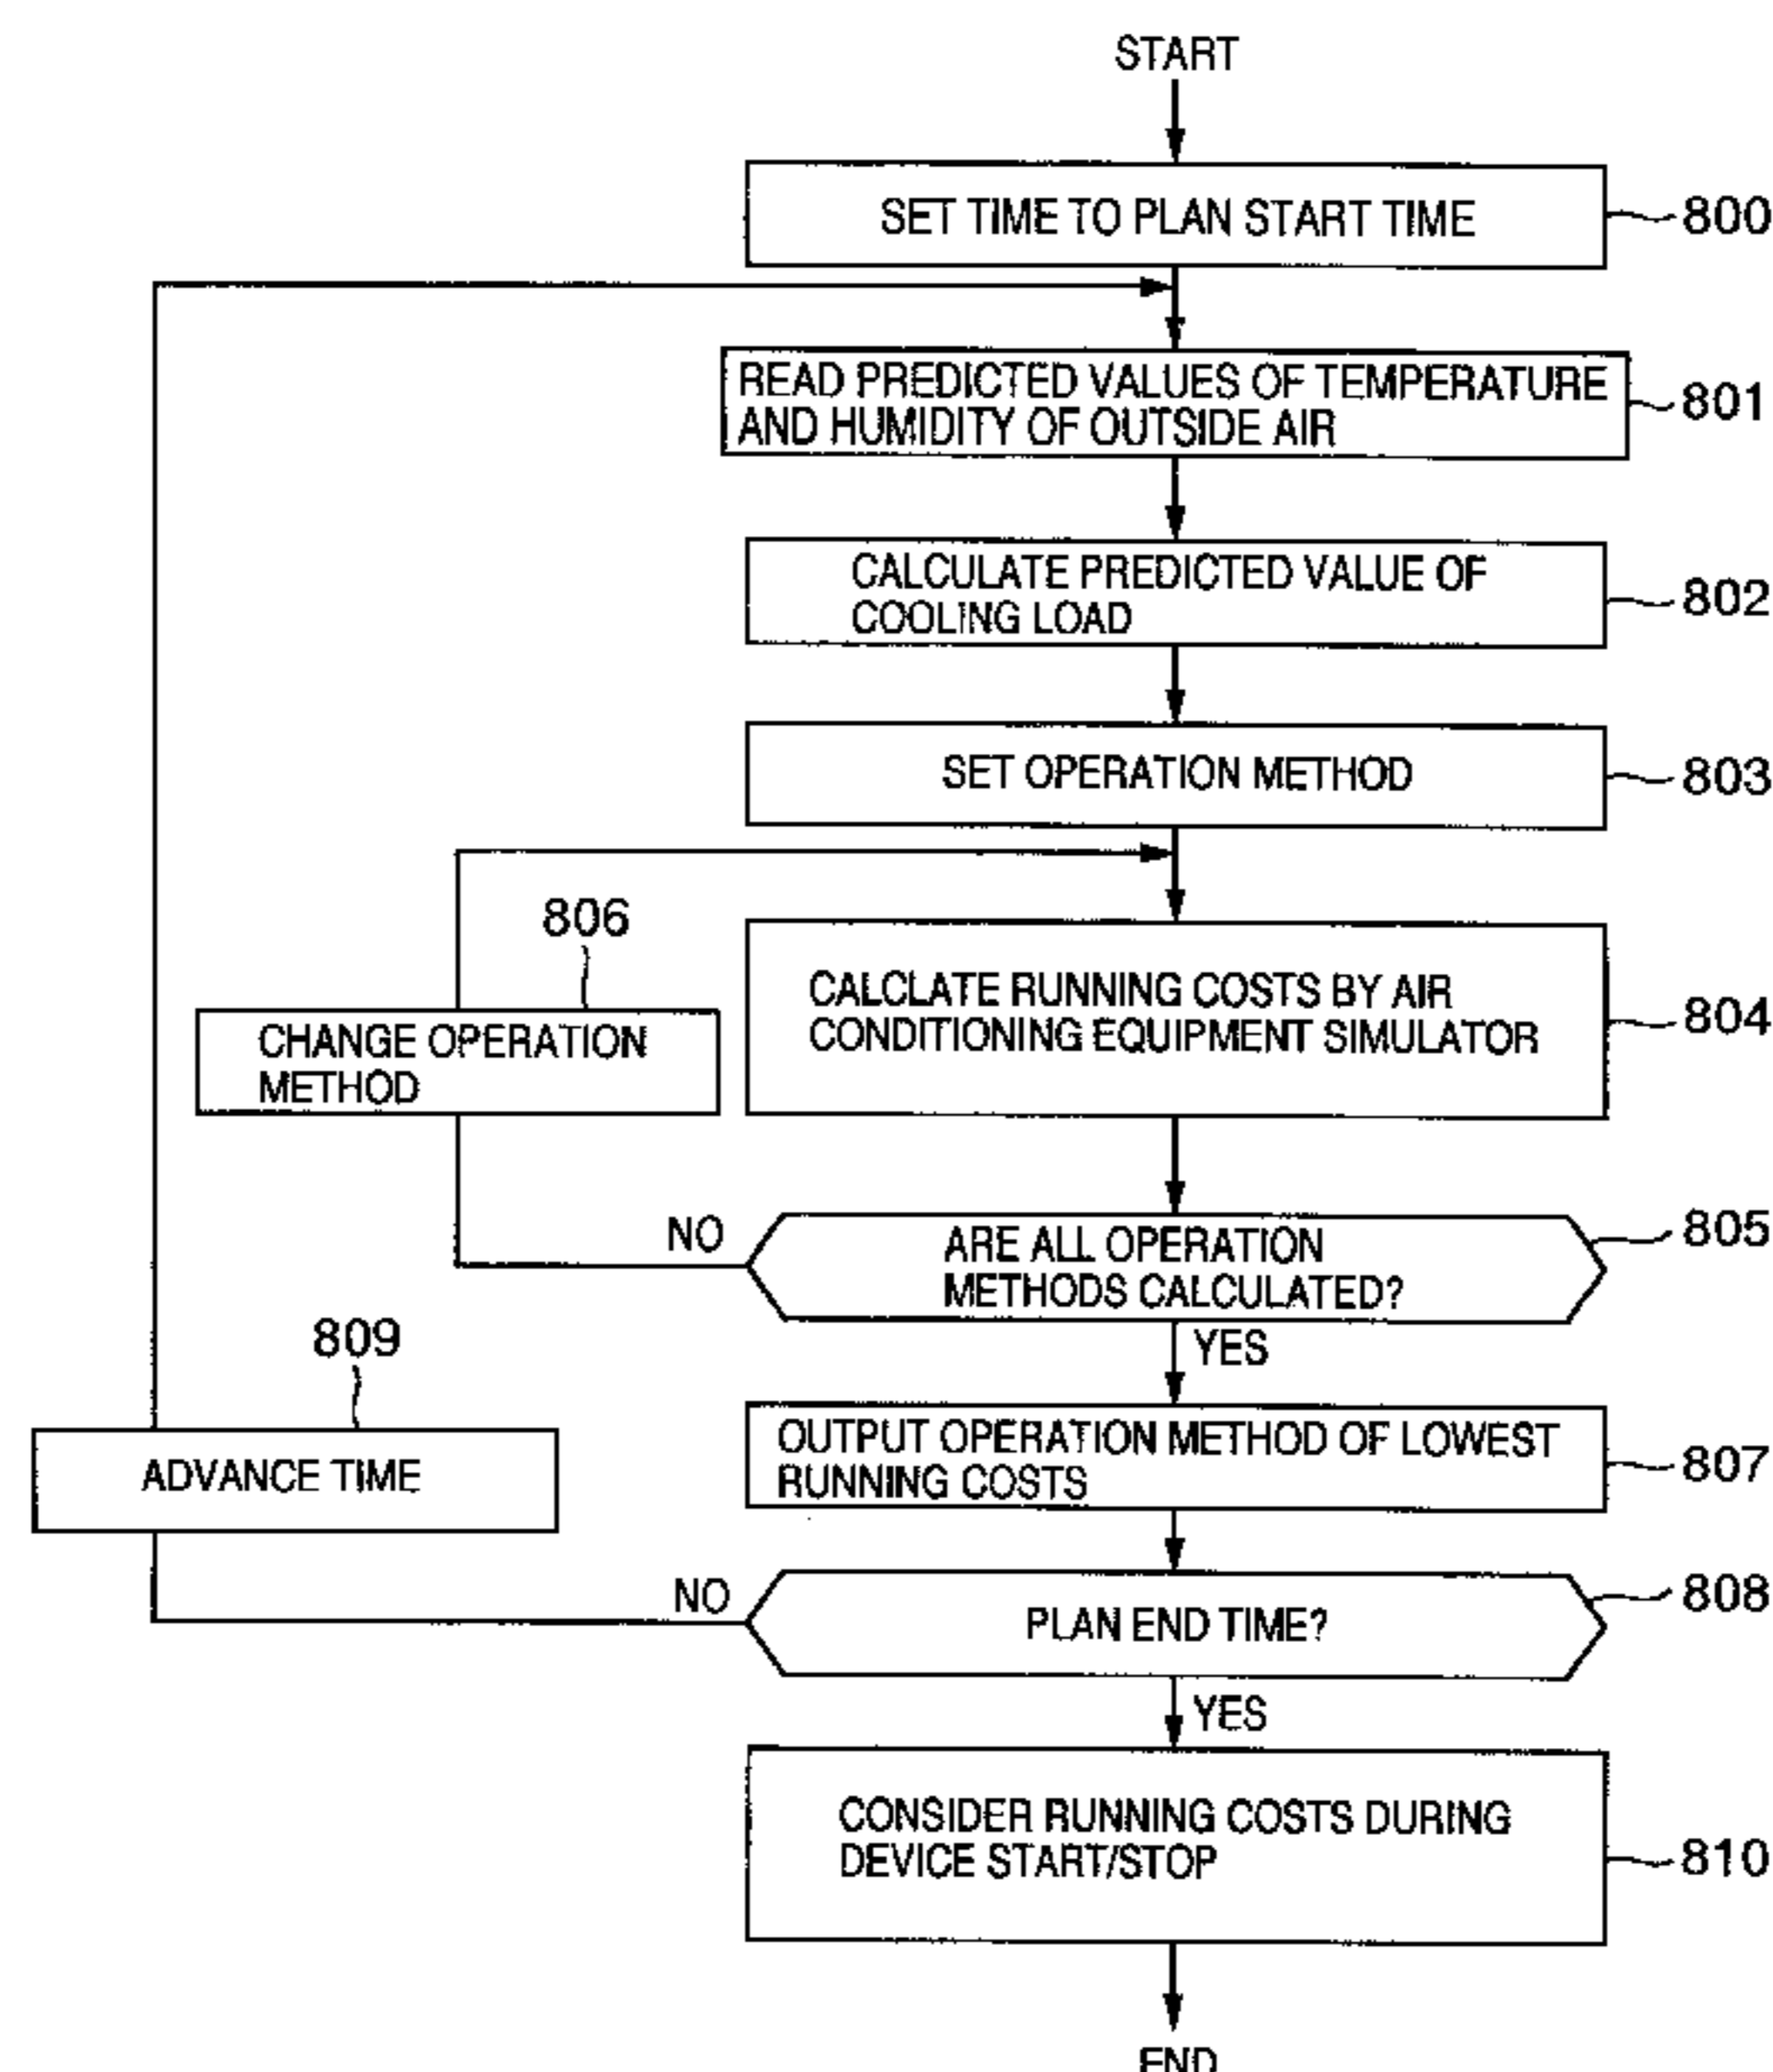 START
SET TIME TO PLAN START TIME
800
READ PREDICTED VALUES OF TEMPERATURE
AND HUMIDITY OF OUTSIDE AIR
801
CALCULATE PREDICTED VALUE OF
COOLING LOAD
802
SET OPERATION METHOD
803
806
CHANGE OPERATION
METHOD
CALCLATE RUNNING COSTS BY AIR
CONDITIONING EQUIPMENT SIMULATOR
804
NO
ARE ALL OPERATION
METHODS CALCULATED?
805
YES
809
ADVANCE TIME
OUTPUT OPERATION METHOD OF LOWEST
RUNNING COSTS
807
NO
PLAN END TIME?
808
YES
CONSIDER RUNNING COSTS DURING
DEVICE START/STOP
810
END